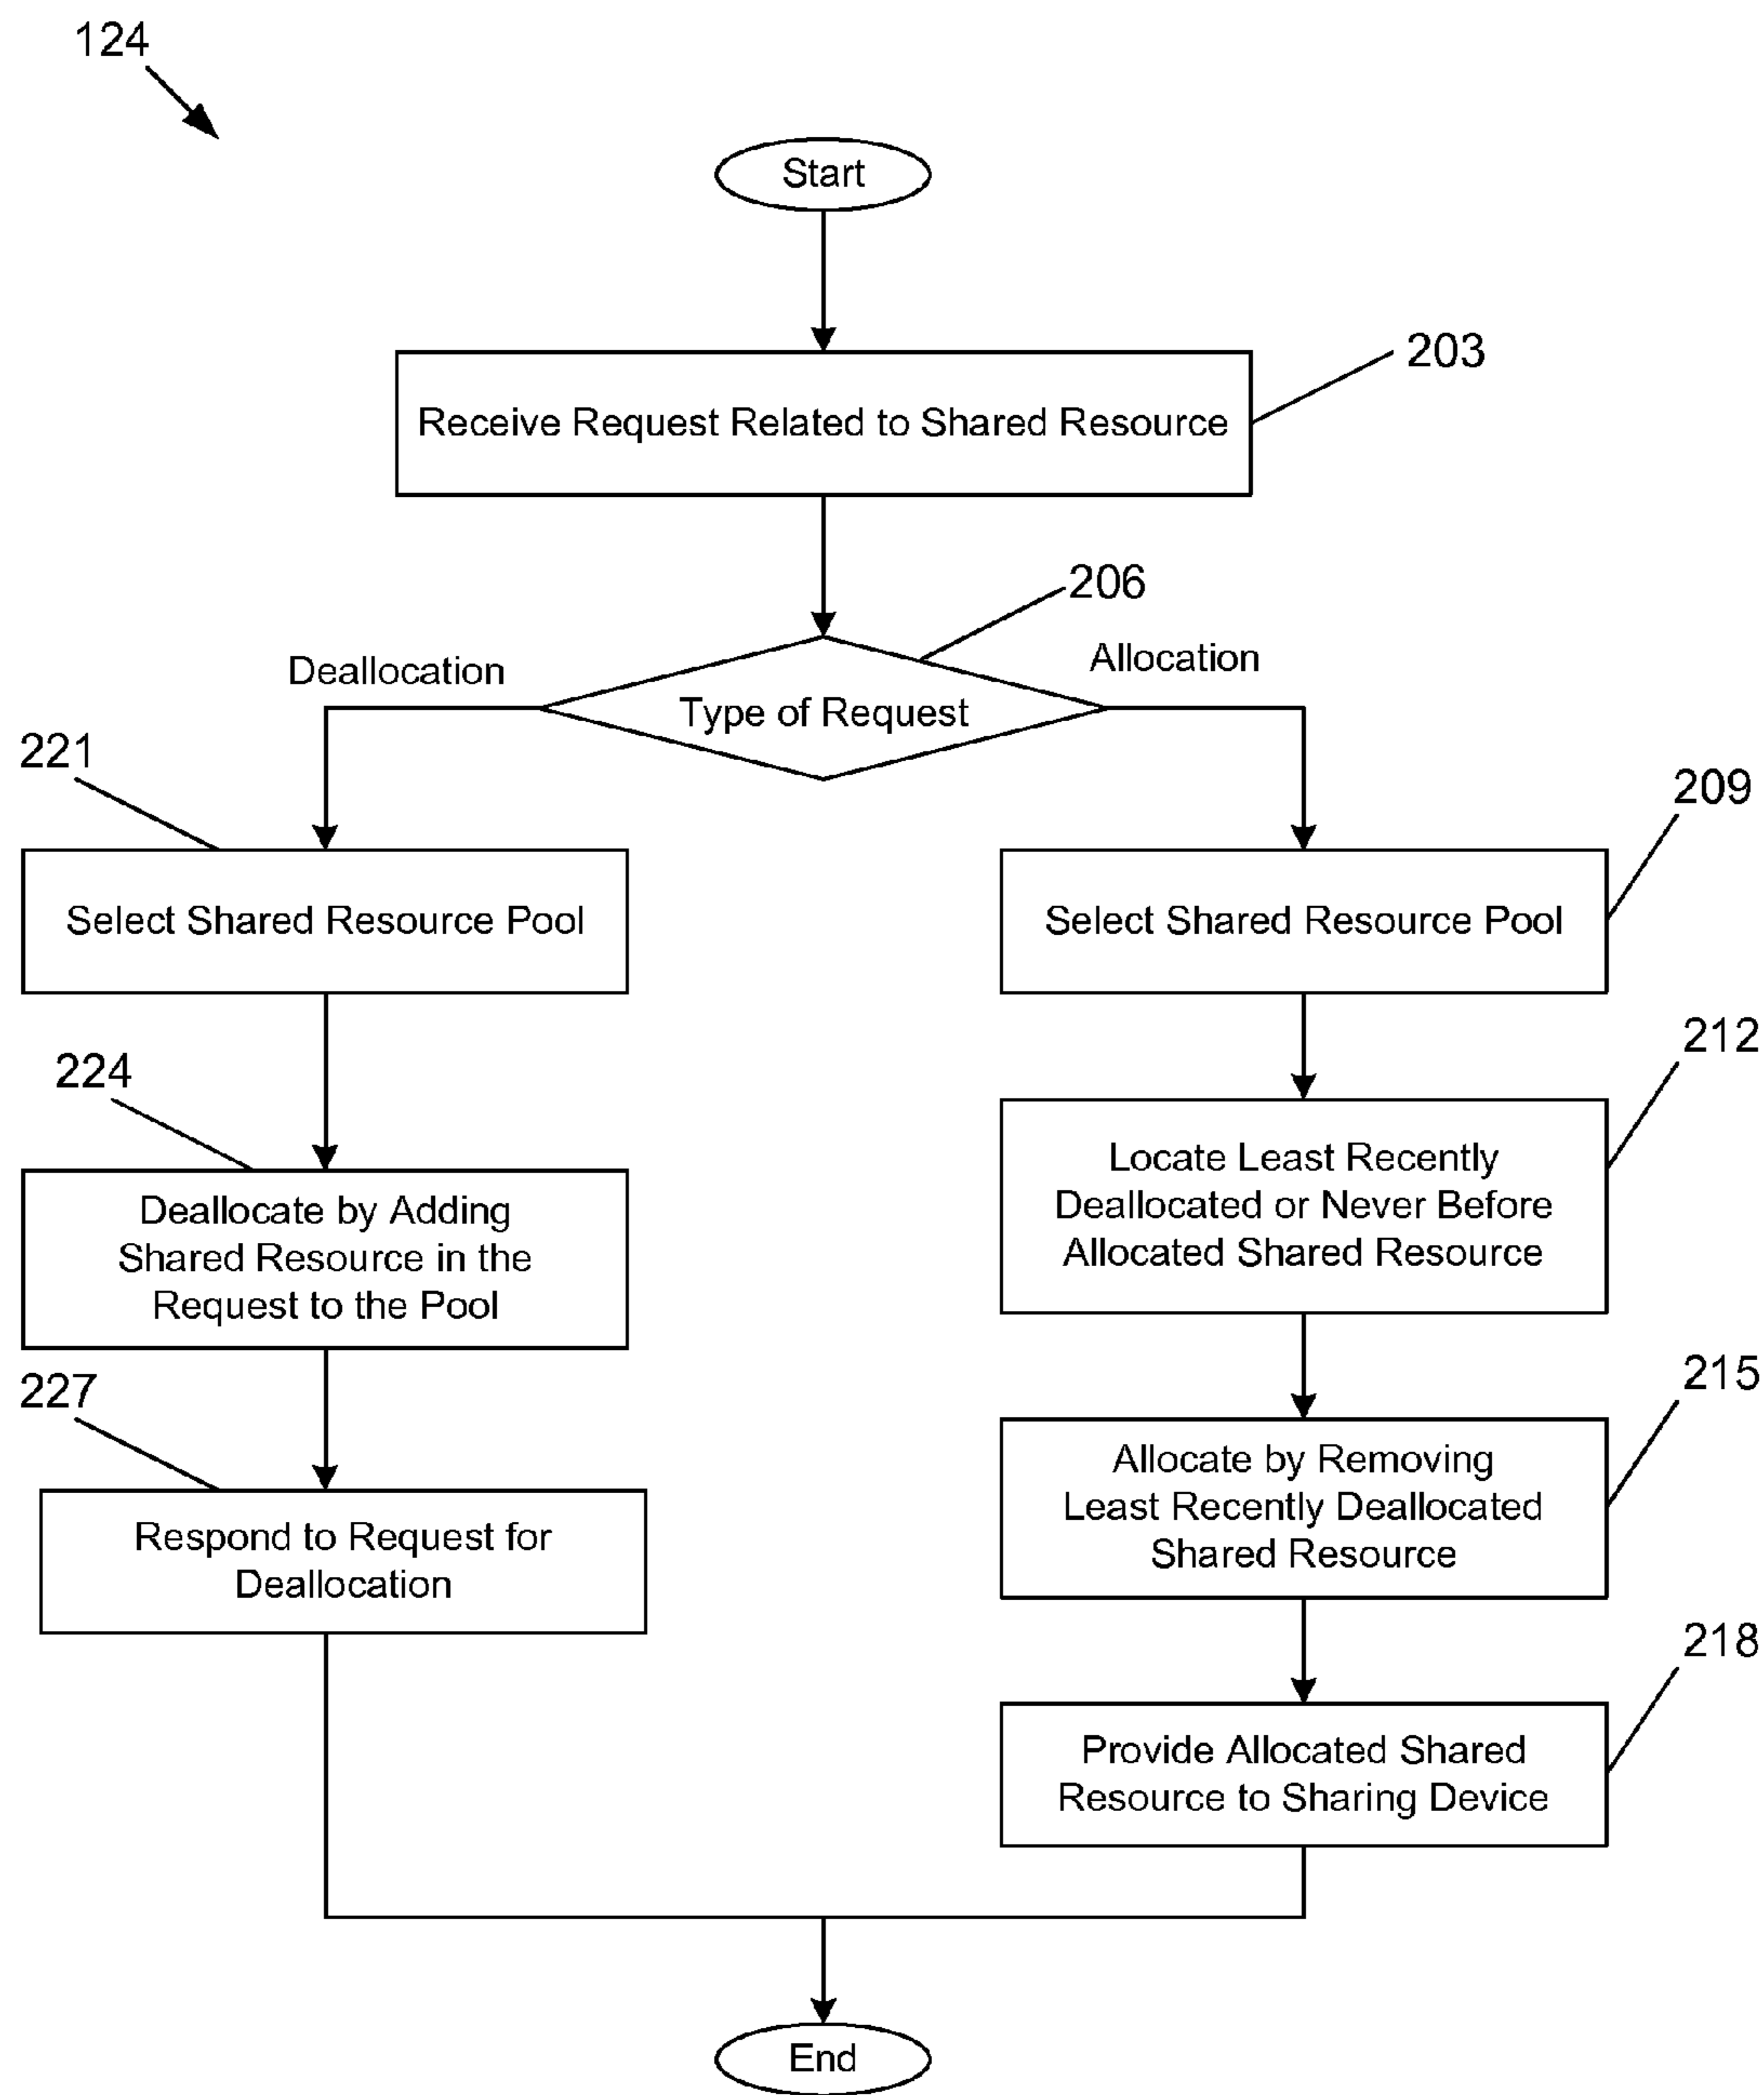 124
Start
203
Receive Request Related to Shared Resource
206
Deallocation
Allocation
Type of Request
221
209
Select Shared Resource Pool
Select Shared Resource Pool
212
224
Locate Least Recently
Deallocated or Never Before
Allocated Shared Resource
Deallocate by Adding
Shared Resource in the
Request to the Pool
227
215
Allocate by Removing
Least Recently Deallocated
Shared Resource
Respond to Request for
Deallocation
218
Provide Allocated Shared
Resource to Sharing Device
End